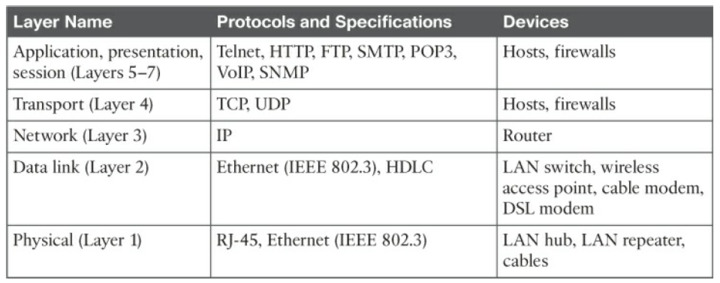 Layer Name Protocols and Specifications Devices
Application, presentation, Telnet, HTTP, FTP, SMTP, POP3, Hosts, firewalls
session (Layers 5–7) VoIP, SNMP
Transport (Layer 4) TCP, UDP Hosts, firewalls
Network (Layer 3) IP Router
Data link (Layer 2) Ethernet (IEEE 802.3), HDLC LAN switch, wireless
access point, cable modem,
DSL modem
Physical (Layer 1) RJ-45, Ethernet (IEEE 802.3) LAN hub, LAN repeater,
cables